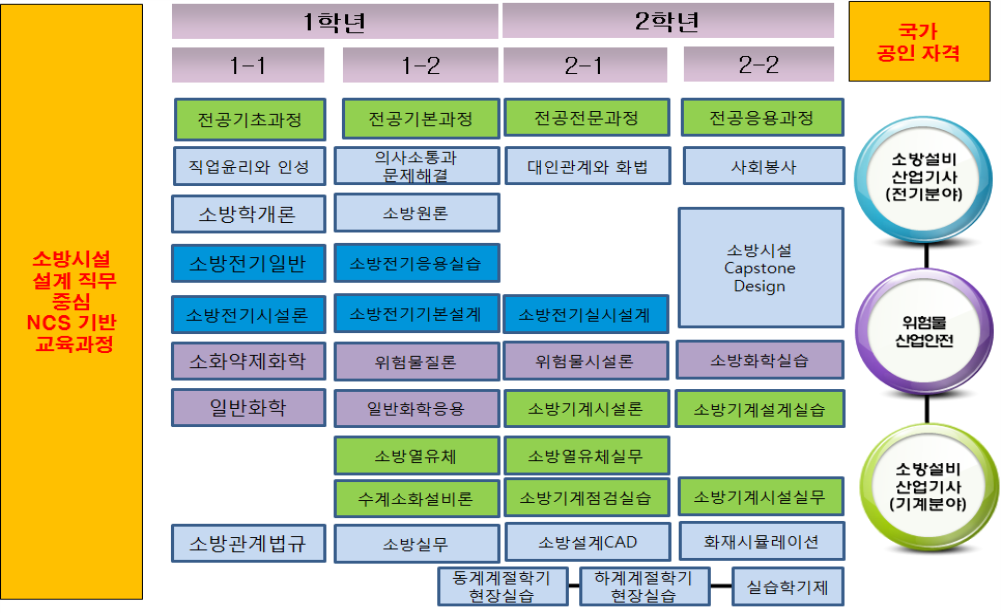 1학년
2학년
국가
공인 자격
1-1
1-2
2-1
2-2
전공기초과정
전공기본과정
전공전문과정
전공응용과정
직업윤리와 인성
의사소통과
문제해결
대인관계와 화법
사회봉사
소방학개론
소방원론
소방시설
Capstone
Design
소방전기일반
소방전기응용실습
소방전기시설론
소방전기기본설계
소방전기실시설계
소화약제화학
위험물질론
위험물시설론
소방화학실습
일반화학
일반화학응용
소방기계시설론
소방기계설계실습
소방열유체
소방열유체실무
수계소화설비론
소방기계점검실습
소방기계시설실무
소방관계법규
소방실무
소방설계CAD
화재시뮬레이션
동계계절학기
현장실습
하계계절학기
현장실습
실습학기제
소방시설
설계 직무
중심
NCS 기반
교육과정
소방설비
산업기사
(전기분야)
위험물
산업안전
소방설비
산업기사
(기계분야)